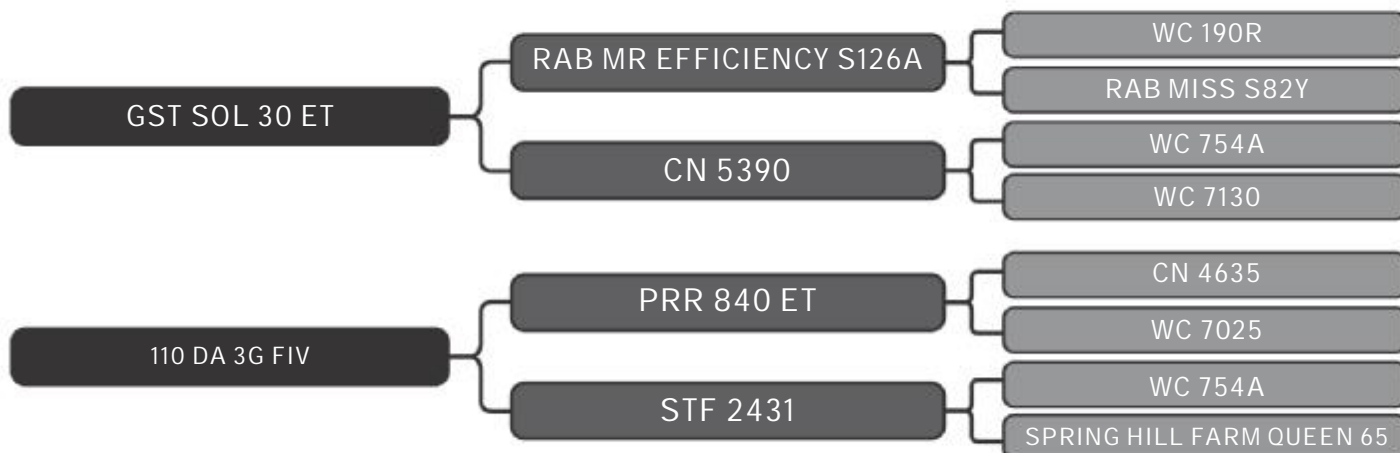 GST SOL 30 ET
RAB MR EFFICIENCY S126A
WC 190R
RAB MISS S82Y
CN 5390
WC 754A
WC 7130
110 DA 3G FIV
PRR 840 ET
CN 4635
WC 7025
STF 2431
WC 754A
SPRING HILL FARM QUEEN 65